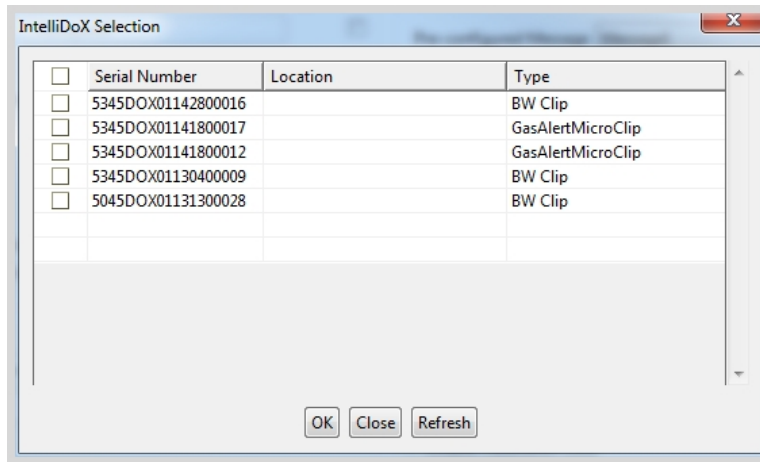 IntelliDoX Selection
Serial Number Location Type
5345DOX01142800016 BW Clip
5345DOX01141800017 GasAlertMicroClip
5345DOX01141800012 GasAlertMicroClip
5345DOX01130400009 BW Clip
5045DOX01131300028 BW Clip
OK Close Refresh